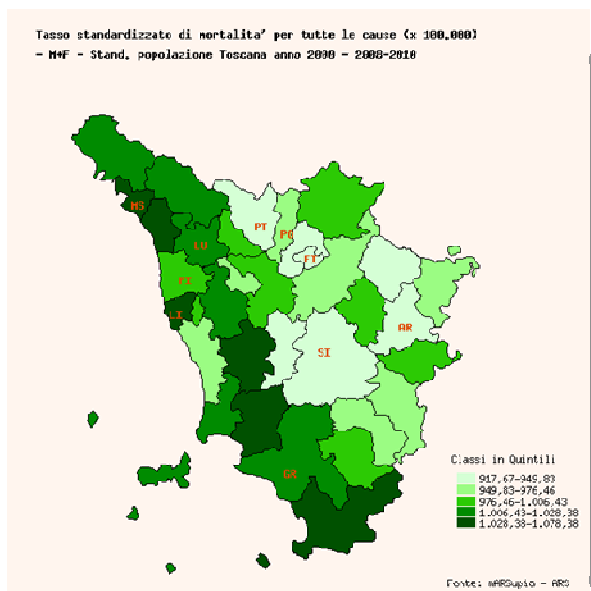 Tasso standardizzato di mortalita' per tutte le cause (x 100.000)
- M+F - Stand. popolazione Toscana anno 2000 - 2008-2010
MS
PT
PO
LU
FI
PI
LI
AR
SI
GR
Classi in Quintili
917,67-949,83
949,83-976,46
976,46-1.006,43
1.006,43-1.028,38
1.028,38-1.078,38
Fonte: mARSupio - ARS